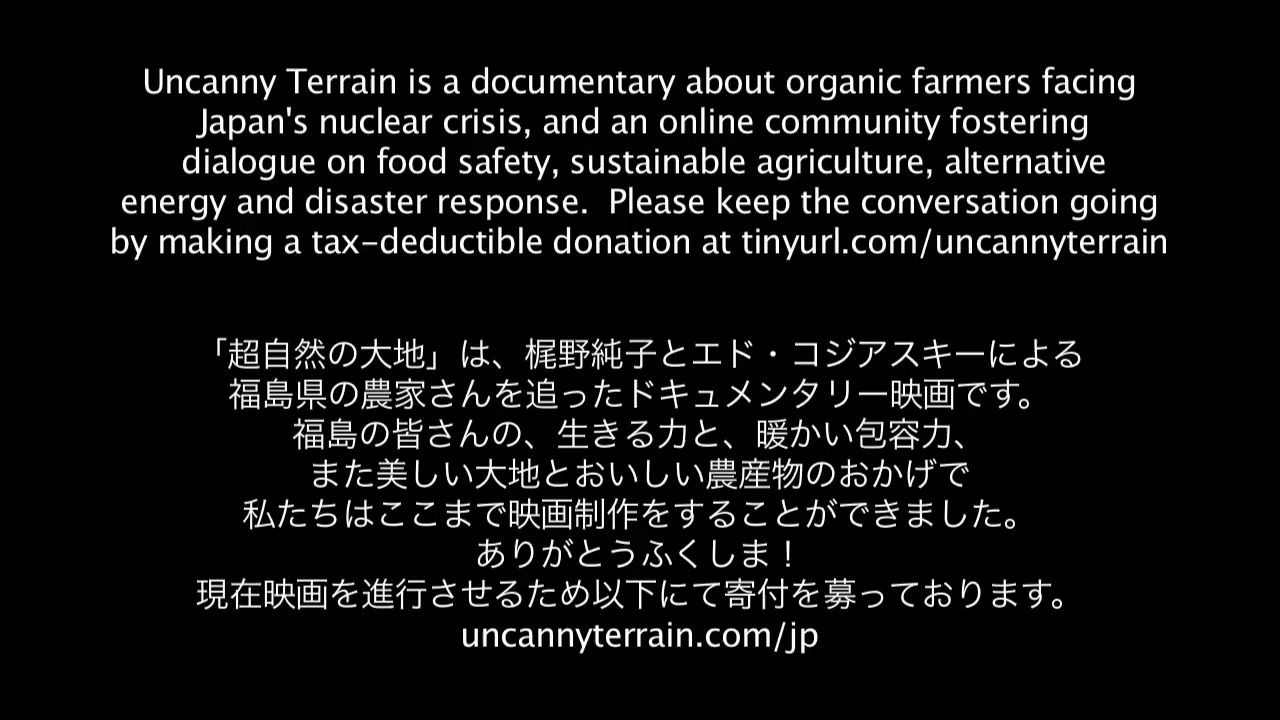 Uncanny Terrain is a documentary about organic farmers facing
Japan's nuclear crisis, and an online community fostering
dialogue on food safety, sustainable agriculture, alternative
energy and disaster response.  Please keep the conversation going
by making a tax-deductible donation at tinyurl.com/uncannyterrain
「超自然の大地」は、梶野純子とエド・コジアスキーによる
福島県の農家さんを追ったドキュメンタリー映画です。
福島の皆さんの、生きる力と、暖かい包容力、
また美しい大地とおいしい農産物のおかげで
私たちはここまで映画制作をすることができました。
ありがとうふくしま！
現在映画を進行させるため以下にて寄付を募っております。
uncannyterrain.com/jp